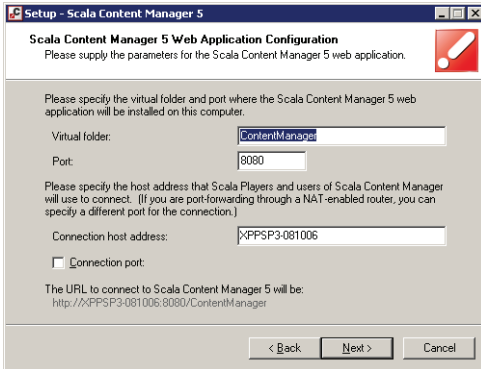 Setup - Scala Content Manager 5
Scala Content Manager 5 Web Application Configuration
Please supply the parameters for the Scala Content Manager 5 web application.
Please specify the virtual folder and port where the Scala Content Manager 5 web
application will be installed on this computer.
Virtual folder:
ContentManager
Port:
8080
Please specify the host address that Scala Players and users of Scala Content Manager
will use to connect. (If you are port-forwarding through a NAT-enabled router, you can
specify a different port for the connection.)
Connection host address:
XPPSP3-081006
Connection port:
The URL to connect to Scala Content Manager 5 will be:
http://XPPSP3-081006:8080/ContentManager
< Back
Next >
Cancel